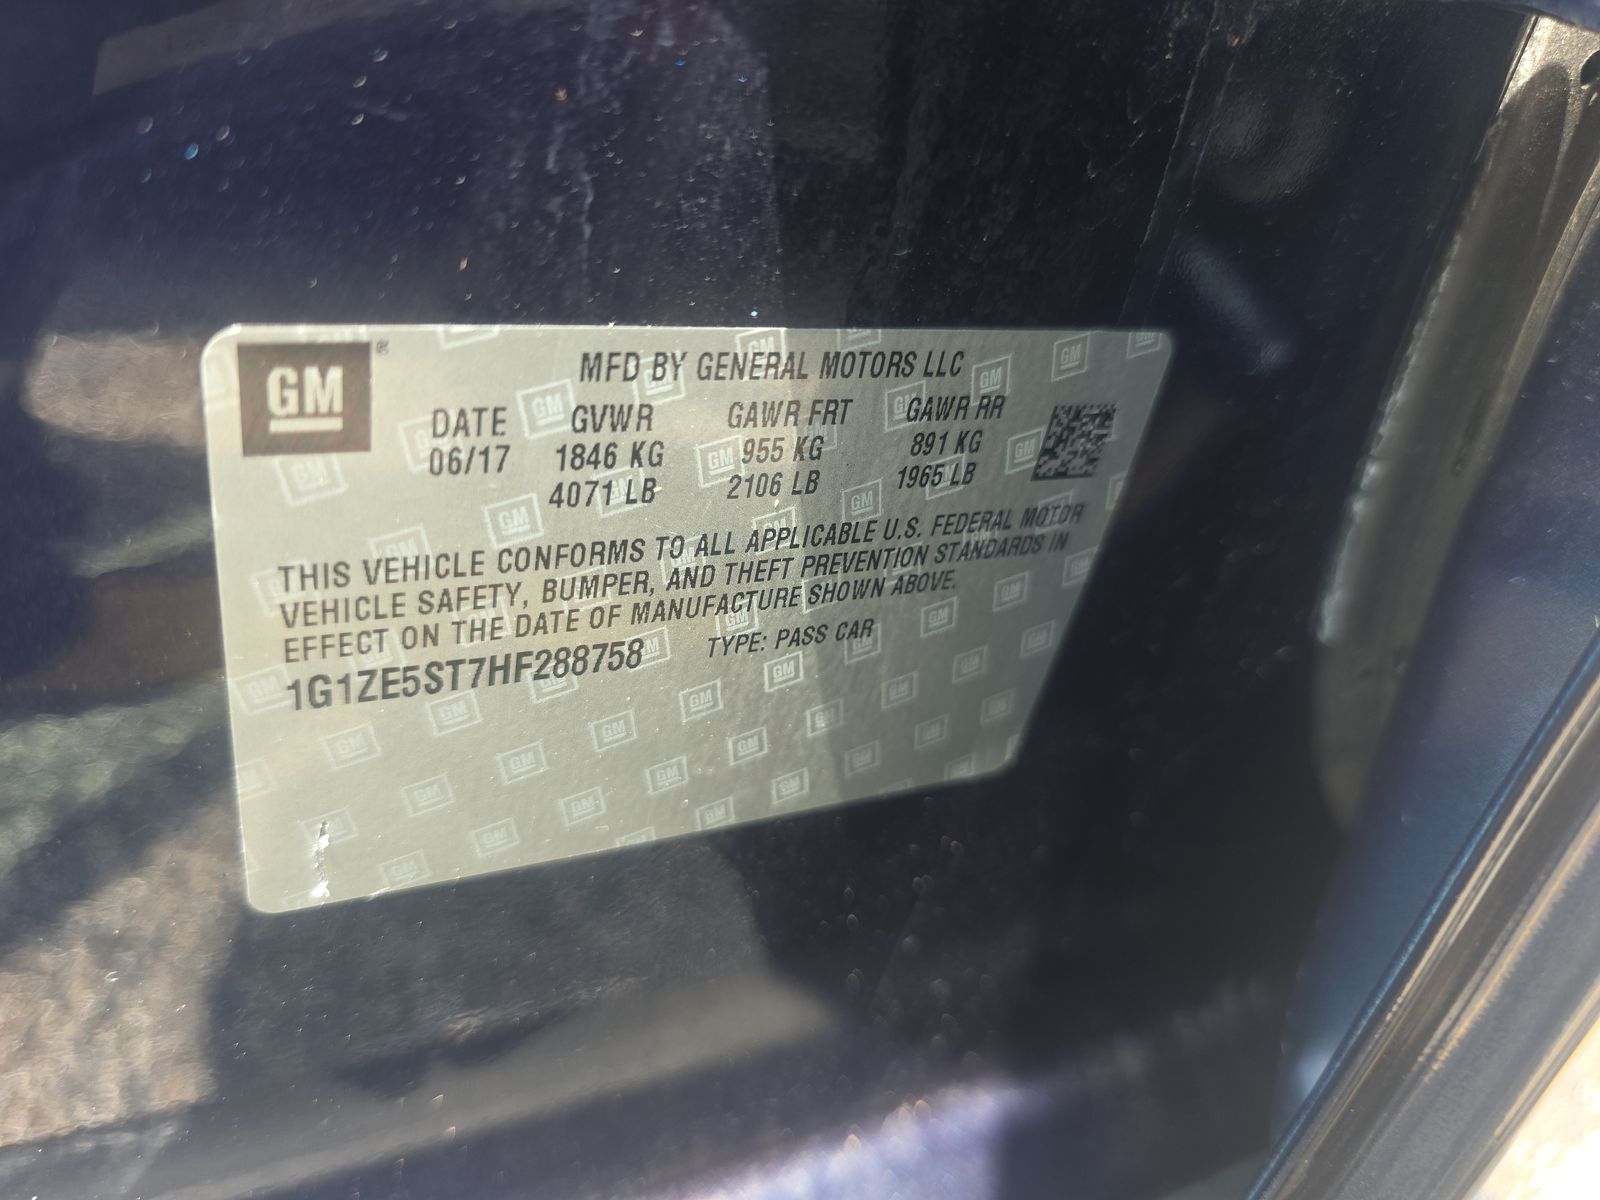 GM ®
MFD BY GENERAL MOTORS LLC
DATE GVWR GAWR FRT GAWR RR
06/17 1846 KG 955 KG 891 KG
4071 LB 2106 LB 1965 LB
THIS VEHICLE CONFORMS TO ALL APPLICABLE U.S. FEDERAL MOTOR
VEHICLE SAFETY, BUMPER, AND THEFT PREVENTION STANDARDS IN
EFFECT ON THE DATE OF MANUFACTURE SHOWN ABOVE.
1G1ZE5ST7HF288758 TYPE: PASS CAR